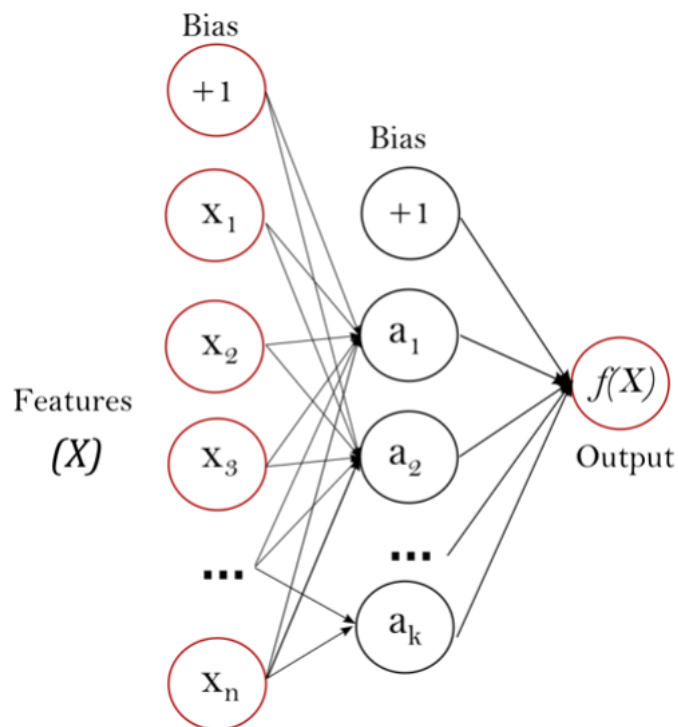 Bias
+1
x1
x2
x3
...
xn
Features
(X)
Bias
+1
a1
a2
...
ak
f(X)
Output